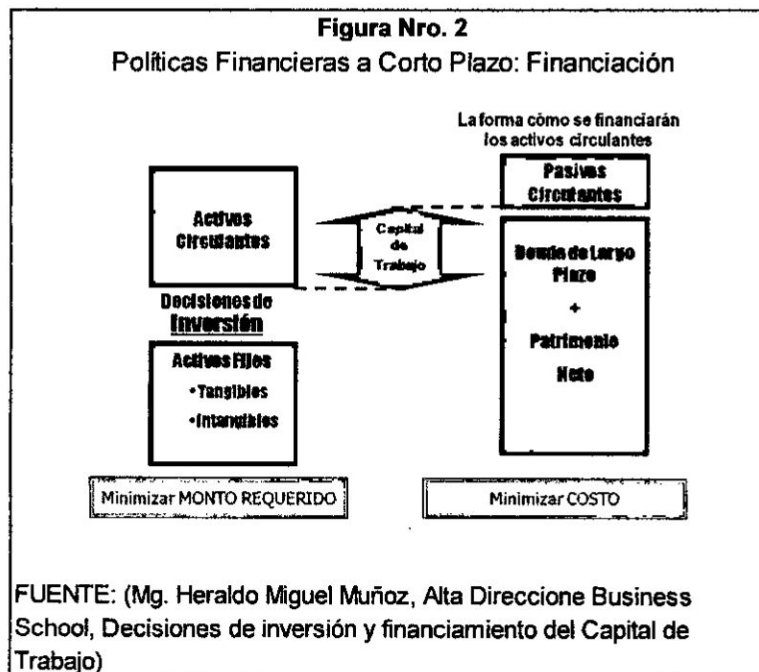 Figura Nro. 2
Políticas Financieras a Corto Plazo: Financiación
La forma cómo se financiarán
los activos circulantes
Pasivos
Circulantes
Activos
Circulantes
Capital
de
Trabajo
Deuda de Largo
Plazo
+
Patrimonio
Neto
Decisiones de
Inversión
Activos Fijos
•Tangibles
•Intangibles
Minimizar MONTO REQUERIDO
Minimizar COSTO
FUENTE: (Mg. Heraldo Miguel Muñoz, Alta Direccione Business
School, Decisiones de inversión y financiamiento del Capital de
Trabajo)